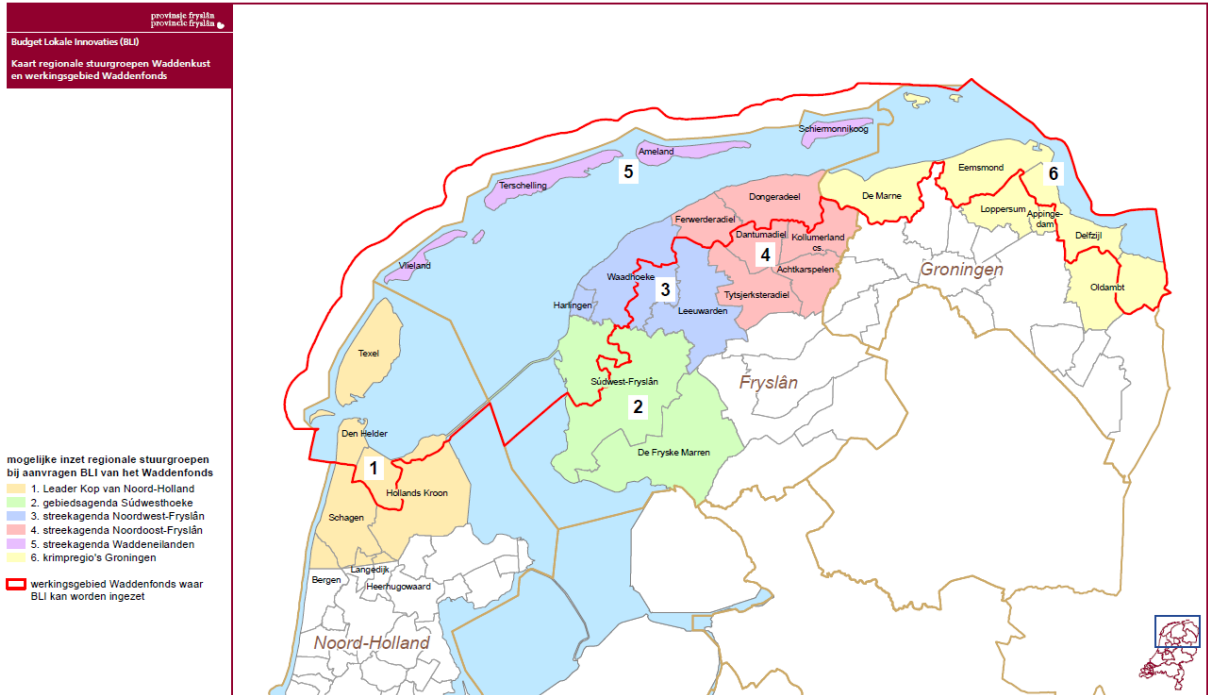 provinsje fryslân
provincie fryslân
Budget Lokale Innovaties (BLI)
Kaart regionale stuurgroepen Waddenkust
en werkingsgebied Waddenfonds
mogelijke inzet regionale stuurgroepen
bij aanvragen BLI van het Waddenfonds
1. Leader Kop van Noord-Holland
2. gebiedsagenda Súdwesthoeke
3. streekagenda Noordwest-Fryslân
4. streekagenda Noordoost-Fryslân
5. streekagenda Waddeneilanden
6. krimpregio's Groningen
werkingsgebied Waddenfonds waar
BLI kan worden ingezet
Schiermonnikoog
Ameland
5
Terschelling
Vlieland
Eemsmond
6
De Marne
Loppersum
Appinge-
dam
Delfzijl
Oldambt
Groningen
Dongeradeel
Ferwerderadiel
Dantumadiel
Kollumerland
cs.
4
Achtkarspelen
Tytsjerksteradiel
Waadhoeke
3
Harlingen
Leeuwarden
Fryslân
Súdwest-Fryslân
2
De Fryske Marren
Texel
Den Helder
1
Hollands Kroon
Schagen
Langedijk
Bergen
Heerhugowaard
Noord-Holland